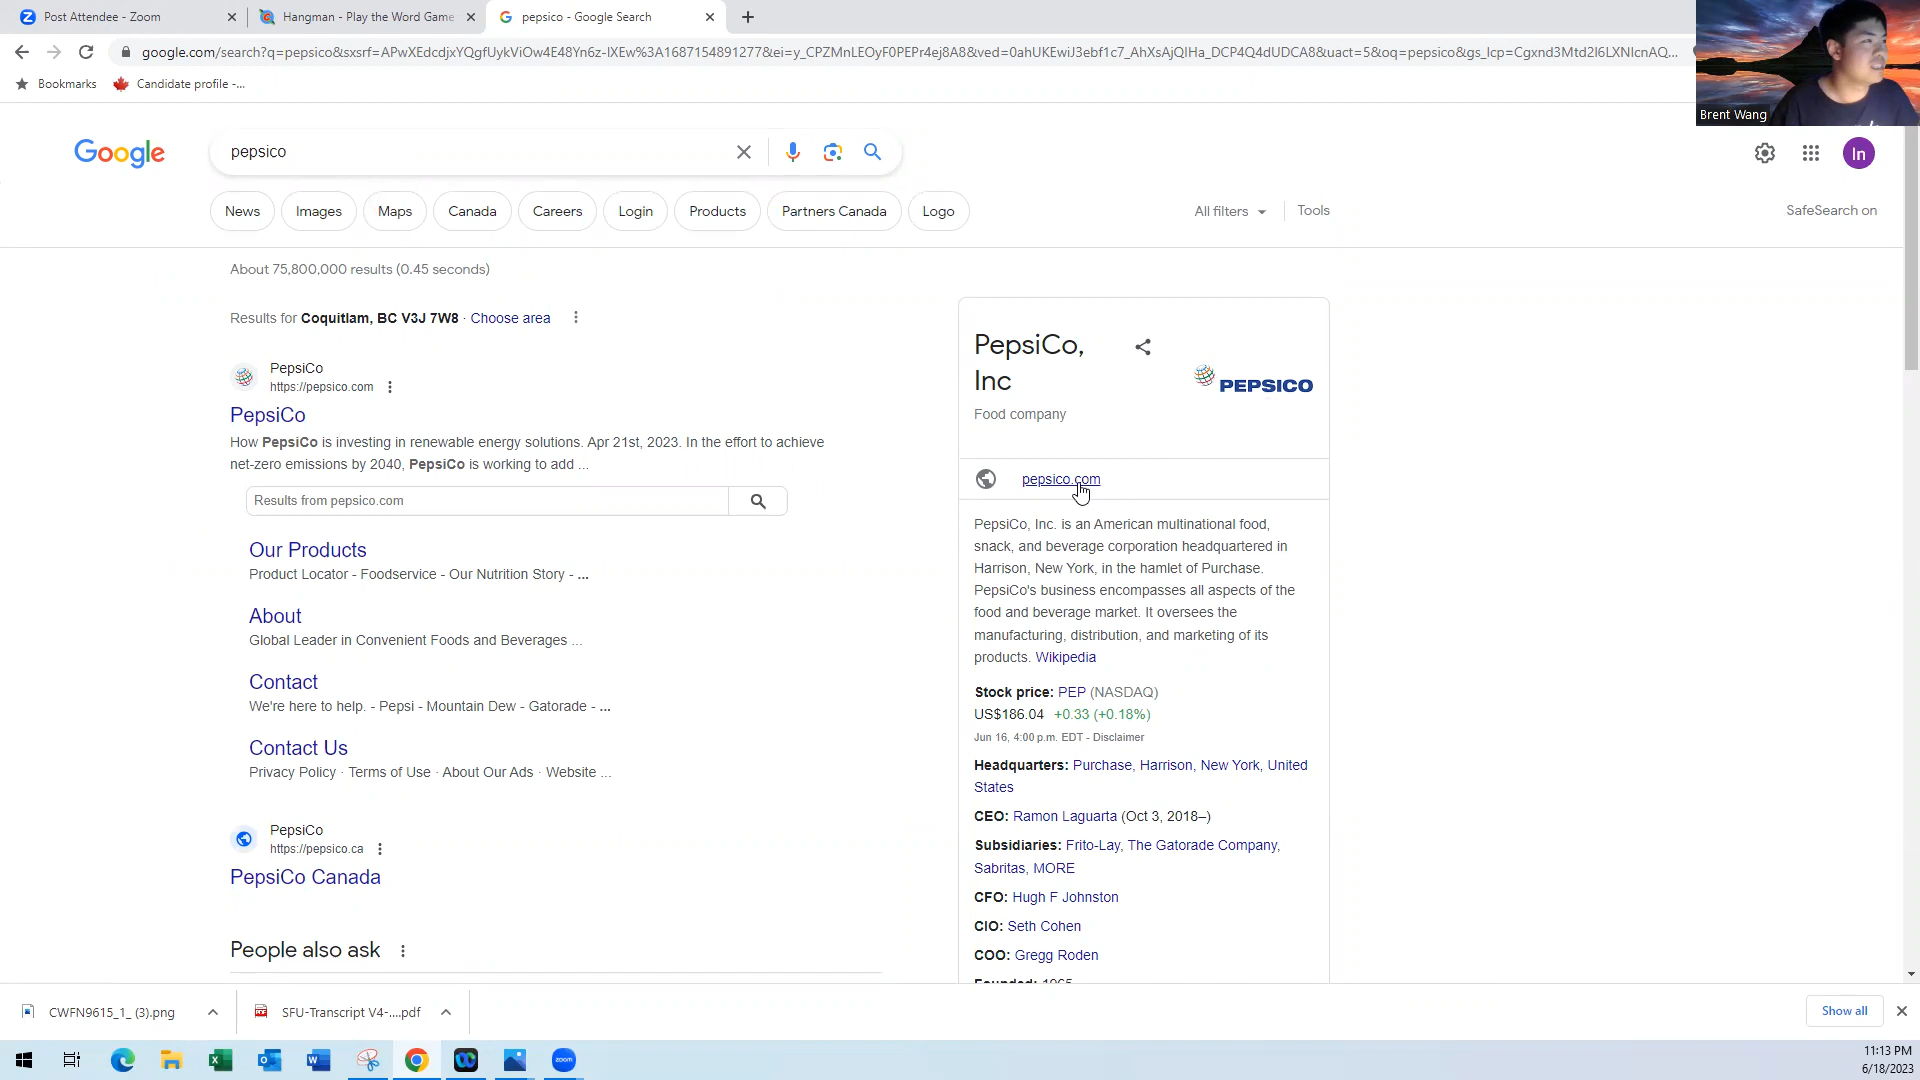 Post Attendee - Zoom
Hangman - Play the Word Game
pepsico - Google Search
google.com/search?q=pepsico&sxsrf=APwXEdcdjxYQgfUykViOw4E48Yn6z-IXEw%3A1687154891277&ei=y_CPZMnLEOyF0PEPr4ej8A8&ved=0ahUKEwiJ3ebf1c7_AhXsAjQIHa_DCP4Q4dUDCA8&uact=5&oq=pepsico&gs_lcp=Cgxnd3Mtd2l6LXNlcnAQ...
Bookmarks
Candidate profile -...
Brent Wang
Google
pepsico
In
News
Images
Maps
Canada
Careers
Login
Products
Partners Canada
Logo
All filters
Tools
SafeSearch on
About 75,800,000 results (0.45 seconds)
Results for Coquitlam, BC V3J 7W8 · Choose area
PepsiCo
https://pepsico.com
PepsiCo
How PepsiCo is investing in renewable energy solutions. Apr 21st, 2023. In the effort to achieve
net-zero emissions by 2040, PepsiCo is working to add ...
Results from pepsico.com
Our Products
Product Locator - Foodservice - Our Nutrition Story - ...
About
Global Leader in Convenient Foods and Beverages ...
Contact
We're here to help. - Pepsi - Mountain Dew - Gatorade - ...
Contact Us
Privacy Policy · Terms of Use · About Our Ads · Website ...
PepsiCo
https://pepsico.ca
PepsiCo Canada
People also ask
PepsiCo,
Inc
Food company
PEPSICO
pepsico.com
PepsiCo, Inc. is an American multinational food,
snack, and beverage corporation headquartered in
Harrison, New York, in the hamlet of Purchase.
PepsiCo's business encompasses all aspects of the
food and beverage market. It oversees the
manufacturing, distribution, and marketing of its
products. Wikipedia
Stock price: PEP (NASDAQ)
US$186.04 +0.33 (+0.18%)
Jun 16, 4:00 p.m. EDT - Disclaimer
Headquarters: Purchase, Harrison, New York, United
States
CEO: Ramon Laguarta (Oct 3, 2018–)
Subsidiaries: Frito-Lay, The Gatorade Company,
Sabritas, MORE
CFO: Hugh F Johnston
CIO: Seth Cohen
COO: Gregg Roden
Founded: 1965
CWFN9615_1_ (3).png
SFU-Transcript V4-....pdf
Show all
zoom
11:13 PM
6/18/2023